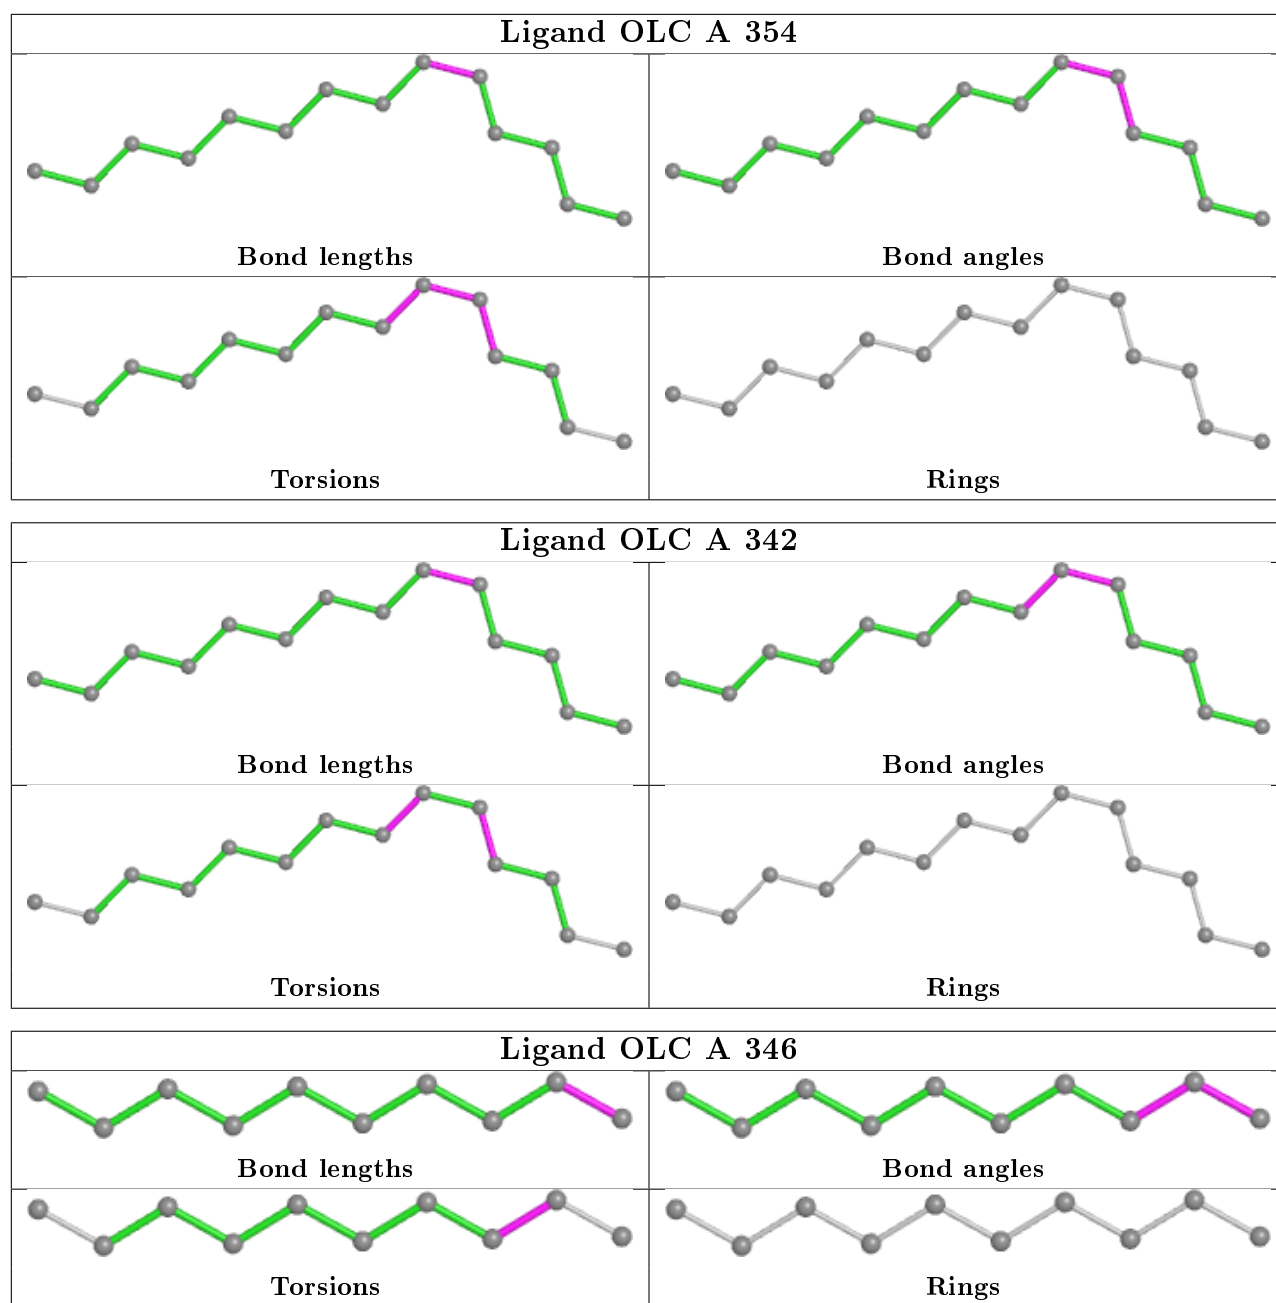 Ligand OLC A 354
Bond lengths
Bond angles
Torsions
Rings
Ligand OLC A 342
Bond lengths
Bond angles
Torsions
Rings
Ligand OLC A 346
Bond lengths
Bond angles
Torsions
Rings